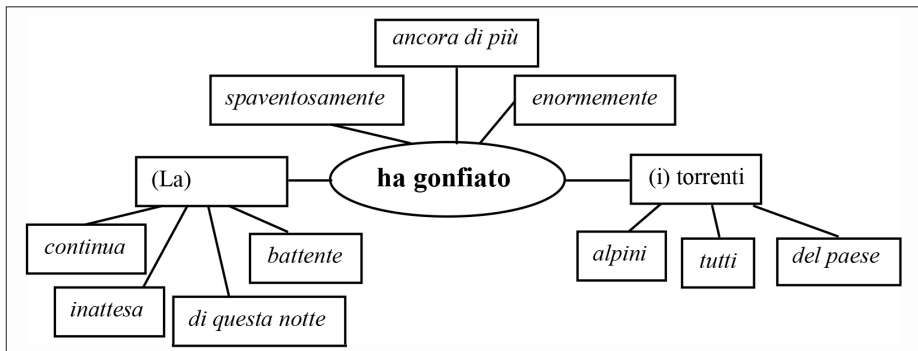 ancora di più
spaventosamente
enormemente
(La)
ha gonfiato
(i) torrenti
continua
battente
alpini
tutti
del paese
inattesa
di questa notte